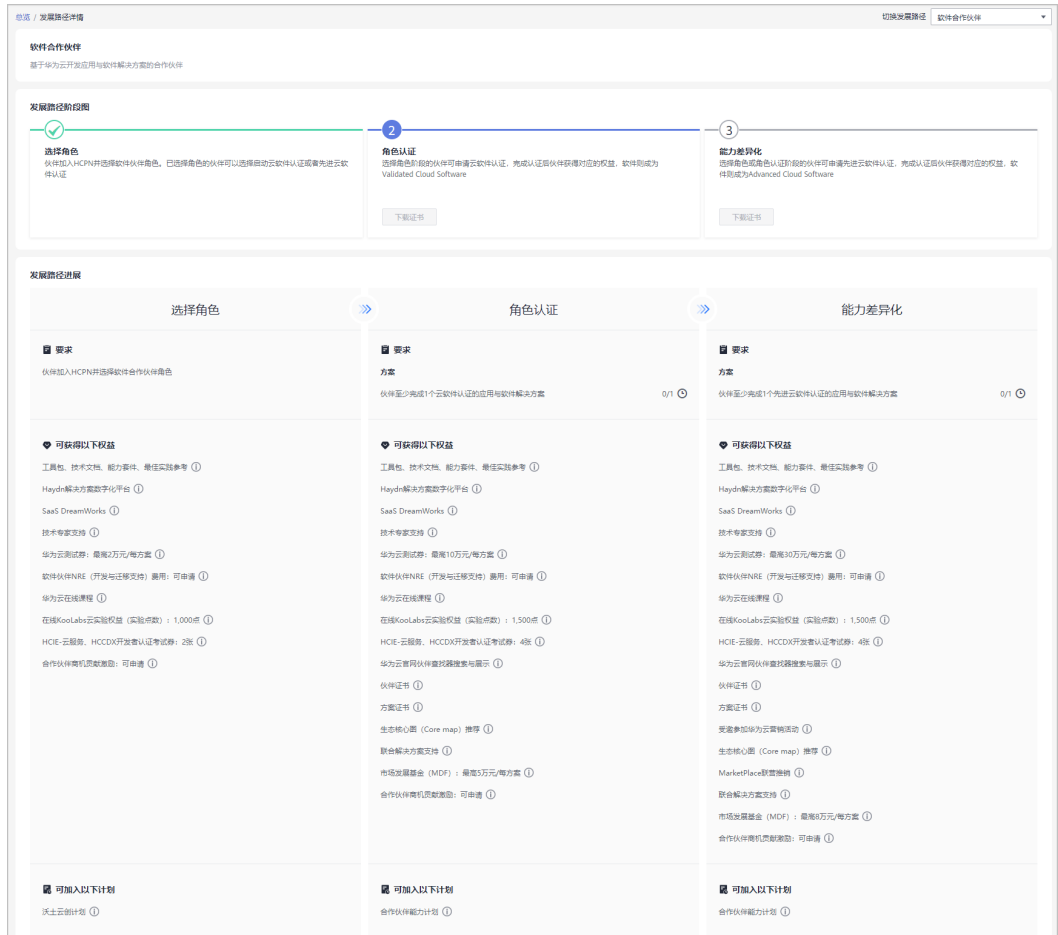 总览 / 发展路径详情
切换发展路径 软件合作伙伴
软件合作伙伴
基于华为云开发应用与软件解决方案的合作伙伴
发展路径阶段图
2
3
选择角色
伙伴加入HCPN并选择软件伙伴角色。已选择角色的伙伴可以选择启动云软件认证或者先进云软
件认证
角色认证
选择角色阶段的伙伴可申请云软件认证，完成认证后伙伴获得对应的权益，软件则成为
Validated Cloud Software
下载证书
能力差异化
选择角色或角色认证阶段的伙伴可申请先进云软件认证，完成认证后伙伴获得对应的权益，软
件则成为Advanced Cloud Software
下载证书
发展路径进展
选择角色
要求
伙伴加入HCPN并选择软件合作伙伴角色
可获得以下权益
工具包、技术文档、能力套件、最佳实践参考
Haydn解决方案数字化平台
SaaS DreamWorks
技术专家支持
华为云测试券：最高2万元/每方案
软件伙伴NRE（开发与迁移支持）费用：可申请
华为云在线课程
在线KooLabs云实验权益（实验点数）：1,000点
HCIE-云服务、HCCDX开发者认证考试券：2张
合作伙伴商机贡献激励：可申请
可加入以下计划
沃土云创计划
角色认证
要求
方案
伙伴至少完成1个云软件认证的应用与软件解决方案 0/1
可获得以下权益
工具包、技术文档、能力套件、最佳实践参考
Haydn解决方案数字化平台
SaaS DreamWorks
技术专家支持
华为云测试券：最高10万元/每方案
软件伙伴NRE（开发与迁移支持）费用：可申请
华为云在线课程
在线KooLabs云实验权益（实验点数）：1,500点
HCIE-云服务、HCCDX开发者认证考试券：4张
华为云官网伙伴查找器搜索与展示
伙伴证书
方案证书
生态核心图（Core map）推荐
联合解决方案支持
市场发展基金（MDF）：最高5万元/每方案
合作伙伴商机贡献激励：可申请
可加入以下计划
合作伙伴能力计划
能力差异化
要求
方案
伙伴至少完成1个先进云软件认证的应用与软件解决方案 0/1
可获得以下权益
工具包、技术文档、能力套件、最佳实践参考
Haydn解决方案数字化平台
SaaS DreamWorks
技术专家支持
华为云测试券：最高30万元/每方案
软件伙伴NRE（开发与迁移支持）费用：可申请
华为云在线课程
在线KooLabs云实验权益（实验点数）：1,500点
HCIE-云服务、HCCDX开发者认证考试券：4张
华为云官网伙伴查找器搜索与展示
伙伴证书
方案证书
受邀参加华为云营销活动
生态核心图（Core map）推荐
MarketPlace联营推销
联合解决方案支持
市场发展基金（MDF）：最高8万元/每方案
合作伙伴商机贡献激励：可申请
可加入以下计划
合作伙伴能力计划